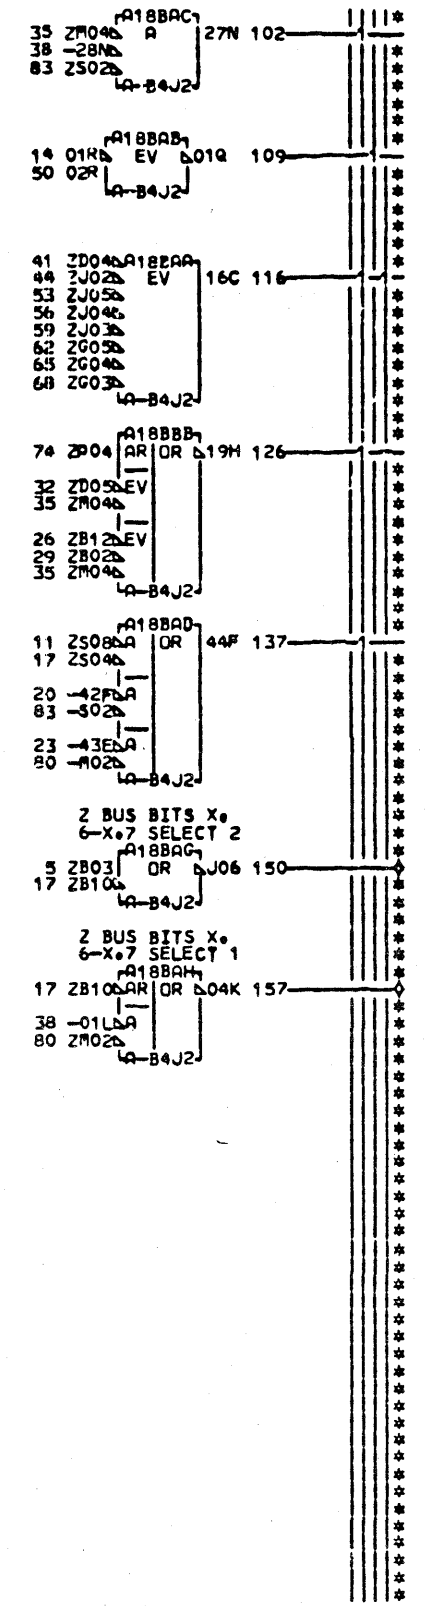 A18BAC
35 ZM04 A 27N 102
38 -28N
83 ZS02
A-B4J2
A18BAB
14 01R EV 01Q 109
50 02R
A-B4J2
41 ZD04 A18BAA
44 ZJ02 EV 16C 116
53 ZJ05
56 ZJ04
59 ZJ03
62 ZG05
65 ZG04
68 ZG03
A-B4J2
A18BBB
74 ZP04 AR OR 19M 126
32 ZD05 EV
35 ZM04
26 ZB12 EV
29 ZB02
35 ZM04
A-B4J2
A18BAD
11 ZS08 A OR 44P 137
17 ZS04
20 -42P A
83 -S02
23 -43E A
80 -M02
A-B4J2
Z BUS BITS X.
6-X.7 SELECT 2
A18BAG
5 ZB03 OR J06 150
17 ZB10
A-B4J2
Z BUS BITS X.
6-X.7 SELECT 1
A18BAH
17 ZB10 AR OR 04K 157
38 -01L A
80 ZM02
A-B4J2